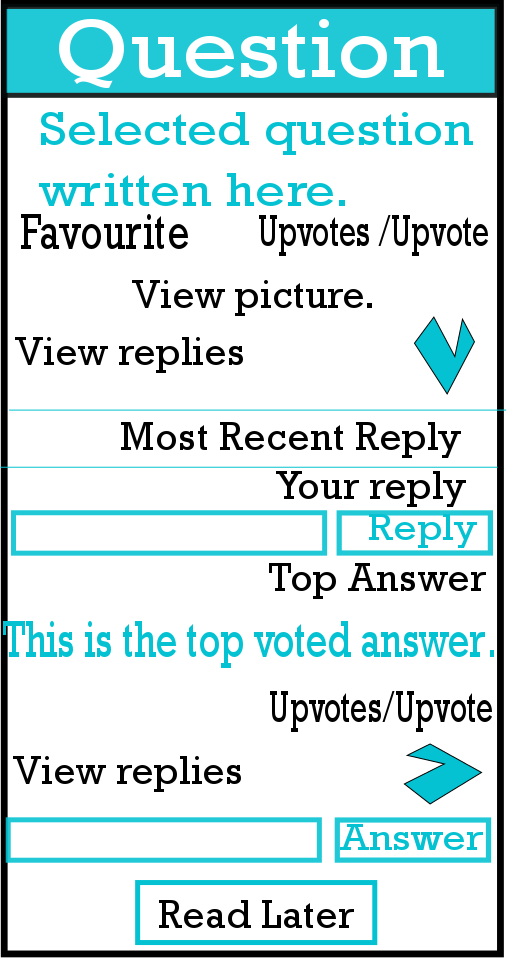 Question
Selected question
written here.
Favourite Upvotes /Upvote
View picture.
View replies
Most Recent Reply
Your reply
Reply
Top Answer
This is the top voted answer.
Upvotes/Upvote
View replies
Answer
Read Later